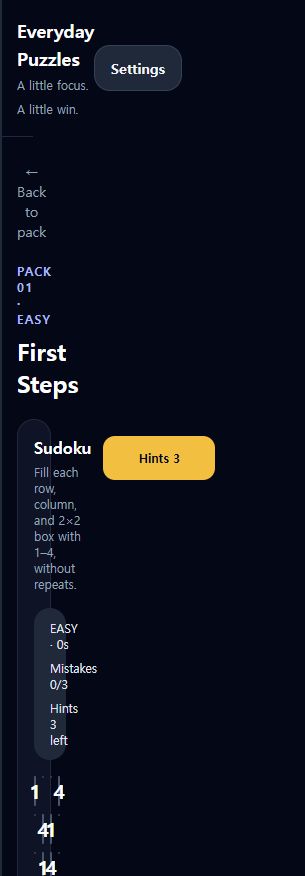 Everyday
Puzzles
Settings
A little focus.
A little win.
←
Back
to
pack
PACK
01
·
EASY
First
Steps
Sudoku
Hints 3
Fill each
row,
column,
and 2×2
box with
1–4,
without
repeats.
EASY
· 0s
Mistakes
0/3
Hints
3
left
1 4
41
14